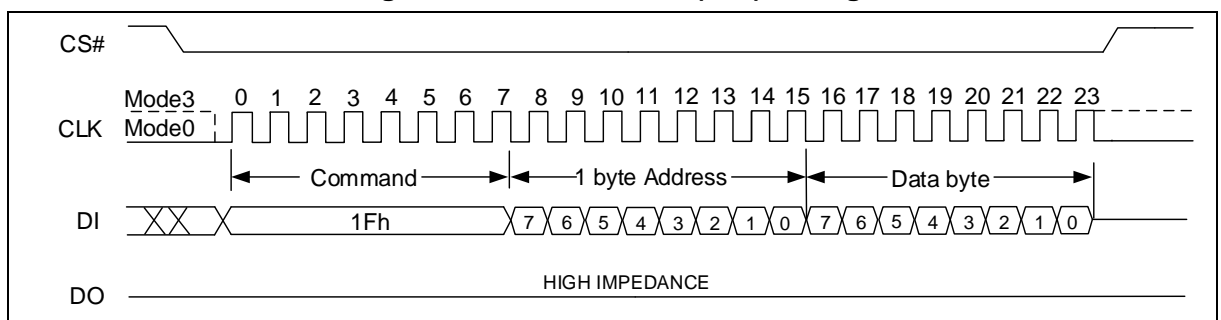 CS#
Mode3 0 1 2 3 4 5 6 7 8 9 10 11 12 13 14 15 16 17 18 19 20 21 22 23
CLK Mode0
Command 1 byte Address Data byte
DI 1Fh 7 6 5 4 3 2 1 0 7 6 5 4 3 2 1 0
HIGH IMPEDANCE
DO